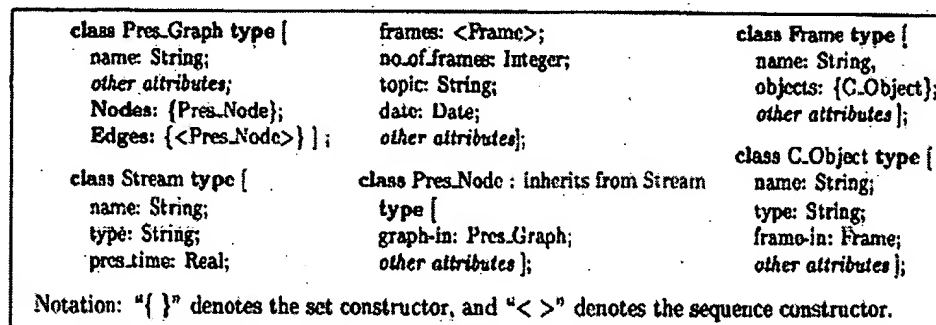 class Pres_Graph type [
name: String;
other attributes;
Nodes: {Pres_Node};
Edges: {<Pres_Node>} ] ;
class Stream type [
name: String;
type: String;
pres_time: Real;
frames: <Frame>;
no_of_frames: Integer;
topic: String;
date: Date;
other attributes];
class Pres_Node : inherits from Stream
type [
graph-in: Pres_Graph;
other attributes ];
class Frame type [
name: String,
objects: {C_Object};
other attributes ];
class C_Object type [
name: String;
type: String;
frame-in: Frame;
other attributes ];
Notation: "{ }" denotes the set constructor, and "< >" denotes the sequence constructor.